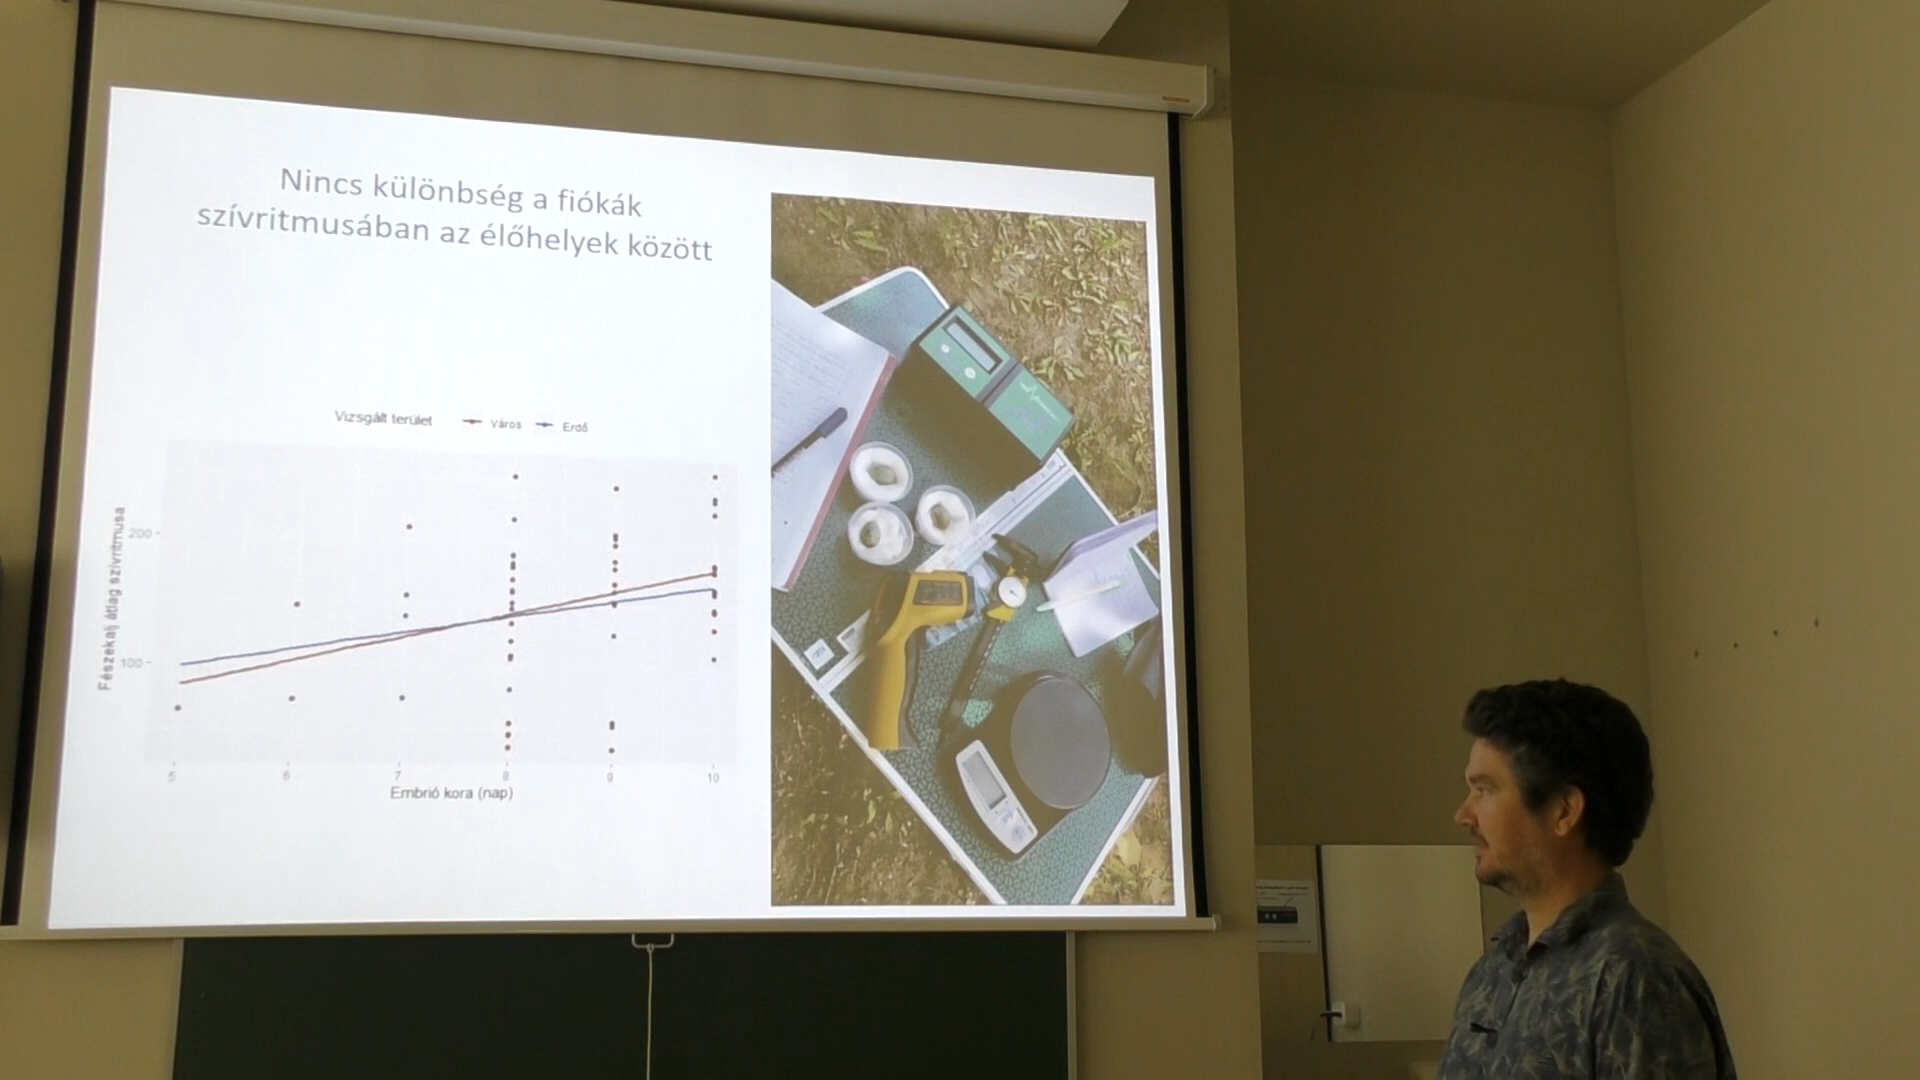 Nincs különbség a fiókák
szívritmusában az élőhelyek között
Vizsgált terület Város Erdő
Fészekalj átlag szívritmusa
200
100
5 6 7 8 9 10
Embrió kora (nap)